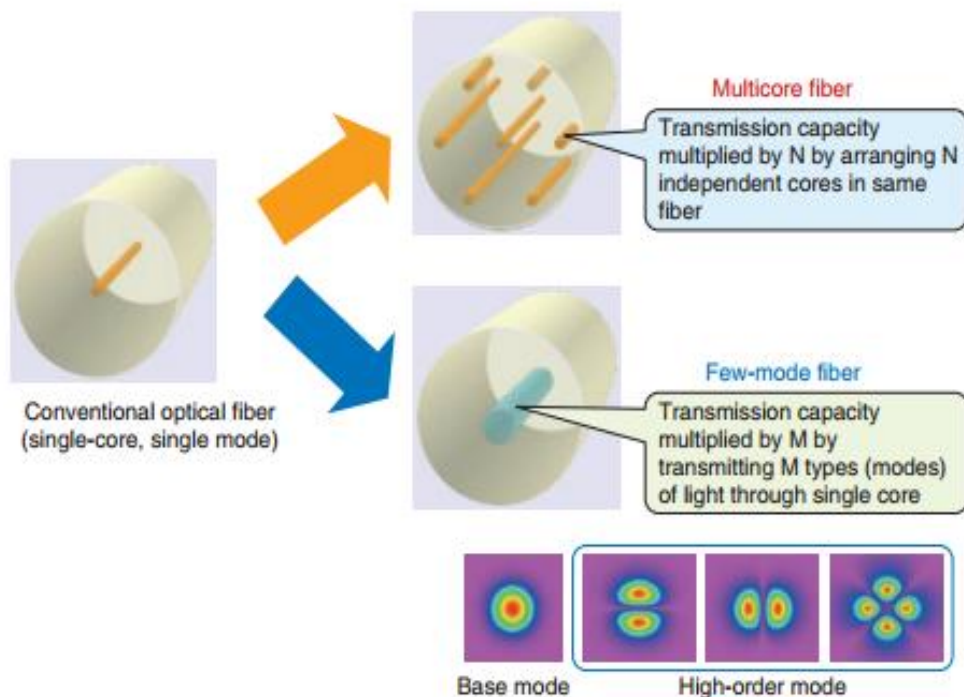 Multicore fiber
Transmission capacity
multiplied by N by arranging N
independent cores in same
fiber
Conventional optical fiber
(single-core, single mode)
Few-mode fiber
Transmission capacity
multiplied by M by
transmitting M types (modes)
of light through single core
Base mode
High-order mode